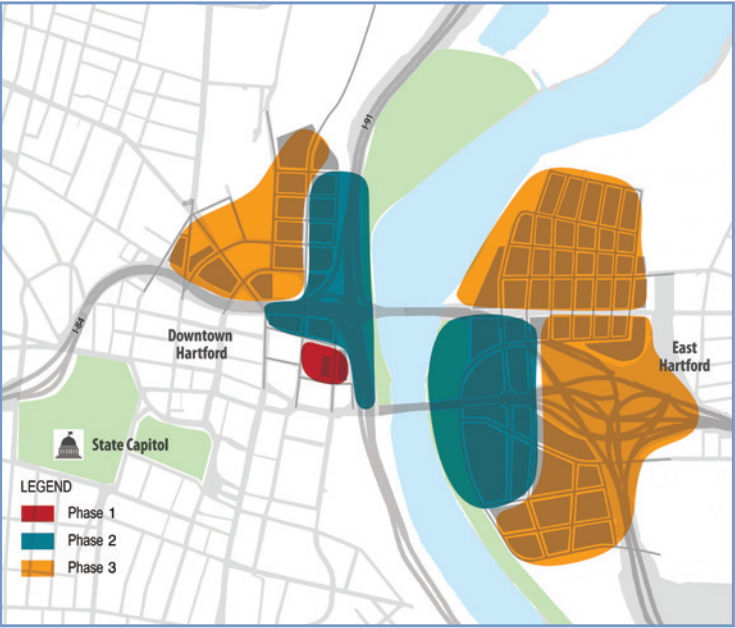 I-91
I-84
Downtown
Hartford
East
Hartford
State Capitol
LEGEND
Phase 1
Phase 2
Phase 3